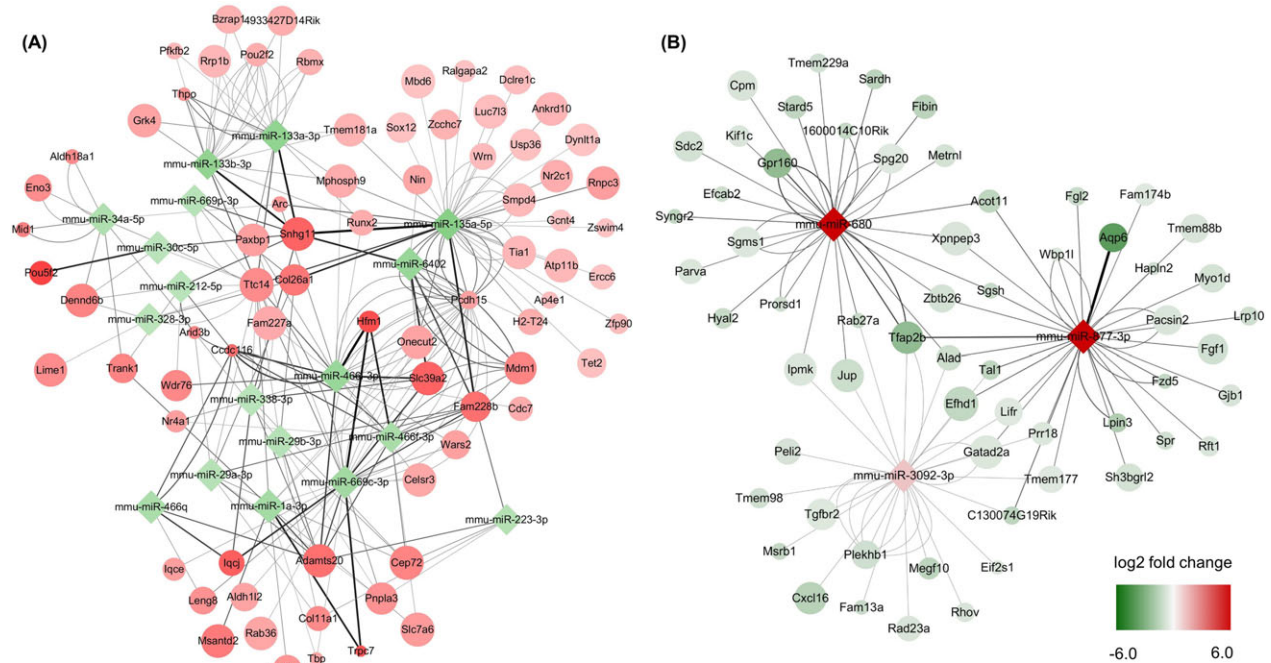 (A)
Bzrap1
4933427D14Rik
Pfkfb2
Pou2f2
Rrp1b
Rbmx
Thpo
Grk4
mmu-miR-133a-3p
Tmem181a
mmu-miR-133b-3p
Aldh18a1
Eno3
mmu-miR-34a-5p
Mid1
mmu-miR-669p-3p
Mphosph9
Arc
Paxbp1
Snhg11
Runx2
mmu-miR-30c-5p
Pou5f2
Dennd6b
mmu-miR-212-5p
Ttc14
Col26a1
mmu-miR-328-3p
Fam227a
Ccdc116
Lime1
Trank1
Wdr76
Nr4a1
Mbd6
Ralgapa2
Dclre1c
Sox12
Zcchc7
Luc7l3
Ankrd10
Wrn
Usp36
Dynlt1a
Nin
Nr2c1
Smpd4
Rnpc3
mmu-miR-135a-5p
Gcnt4
Zswim4
Tia1
Atp11b
Ercc6
mmu-miR-6402
Pcdh15
Ap4e1
H2-T24
Zfp90
Tet2
Hfm1
Onecut2
Slc39a2
Mdm1
Fam228b
Cdc7
mmu-miR-338-3p
mmu-miR-29b-3p
mmu-miR-466f-3p
Wars2
mmu-miR-29a-3p
mmu-miR-669c-3p
Celsr3
mmu-miR-466q
mmu-miR-1a-3p
mmu-miR-223-3p
Iqce
Iqcj
Adamts20
Cep72
Leng8
Aldh1l2
Pnpla3
Msantd2
Rab36
Col11a1
Slc7a6
Tbp
Trpc7
(B)
Tmem229a
Cpm
Sardh
Stard5
Fibin
Kif1c
1600014C10Rik
Sdc2
Gpr160
Spg20
Metrnl
Efcab2
Syngr2
mmu-miR-680
Acot11
Fgl2
Fam174b
Sgms1
Xpnpep3
Aqp6
Tmem88b
Wbp1l
Parva
Hapln2
Prorsd1
Zbtb26
Sgsh
Myo1d
Hyal2
Rab27a
Pacsin2
Lrp10
Tfap2b
mmu-miR-677-3p
Alad
Fgf1
Ipmk
Jup
Tal1
Fzd5
Efhd1
Gjb1
Lifr
Lpin3
Prr18
Spr
Rft1
Peli2
Gatad2a
mmu-miR-3092-3p
Tmem177
Sh3bgrl2
Tmem98
Tgfbr2
C130074G19Rik
Msrb1
Plekhb1
Megf10
Eif2s1
Cxcl16
Fam13a
Rhov
Rad23a
log2 fold change
-6.0
6.0